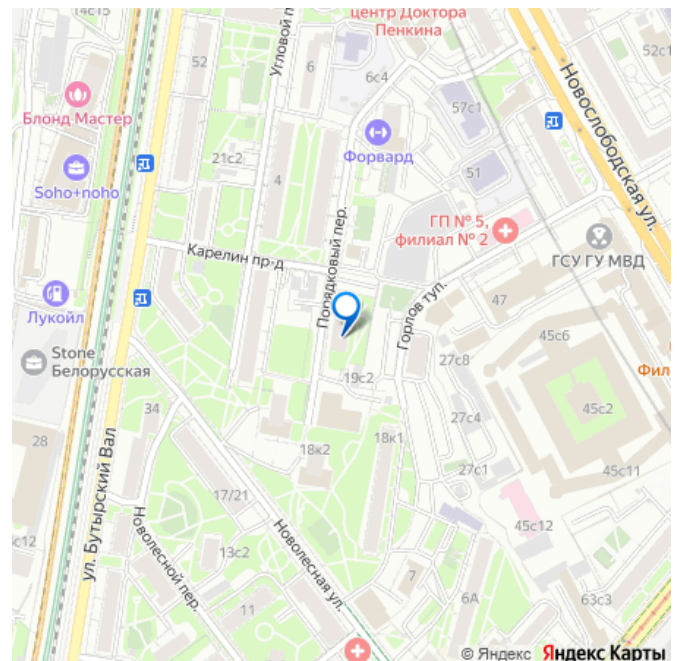 центр Доктора
Пенкина
52с1
Угловой п
52
6
6с4
Новослободская ул.
57с1
Блонд Мастер
Форвард
21с2
51
Soho+noho
4
ГП № 5,
филиал № 2
Порядковый пер.
Карелин пр-д
ГСУ ГУ МВД
Горлов туп.
47
Лукойл
45с6
27с8
Фил
Stone
Белорусская
19с2
45с2
34
27с4
28
18к1
18к2
27с1
45с11
ул. Бутырский Вал
17/21
45с12
с12
Новолесной пер.
13с2
Новолесная ул.
7
11
6А
63с3
© Яндекс Яндекс Карты